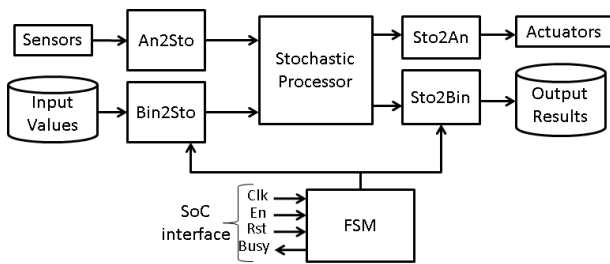 Sensors
An2Sto
Stochastic
Processor
Sto2An
Actuators
Input
Values
Bin2Sto
Sto2Bin
Output
Results
SoC
interface
Clk
En
Rst
Busy
FSM